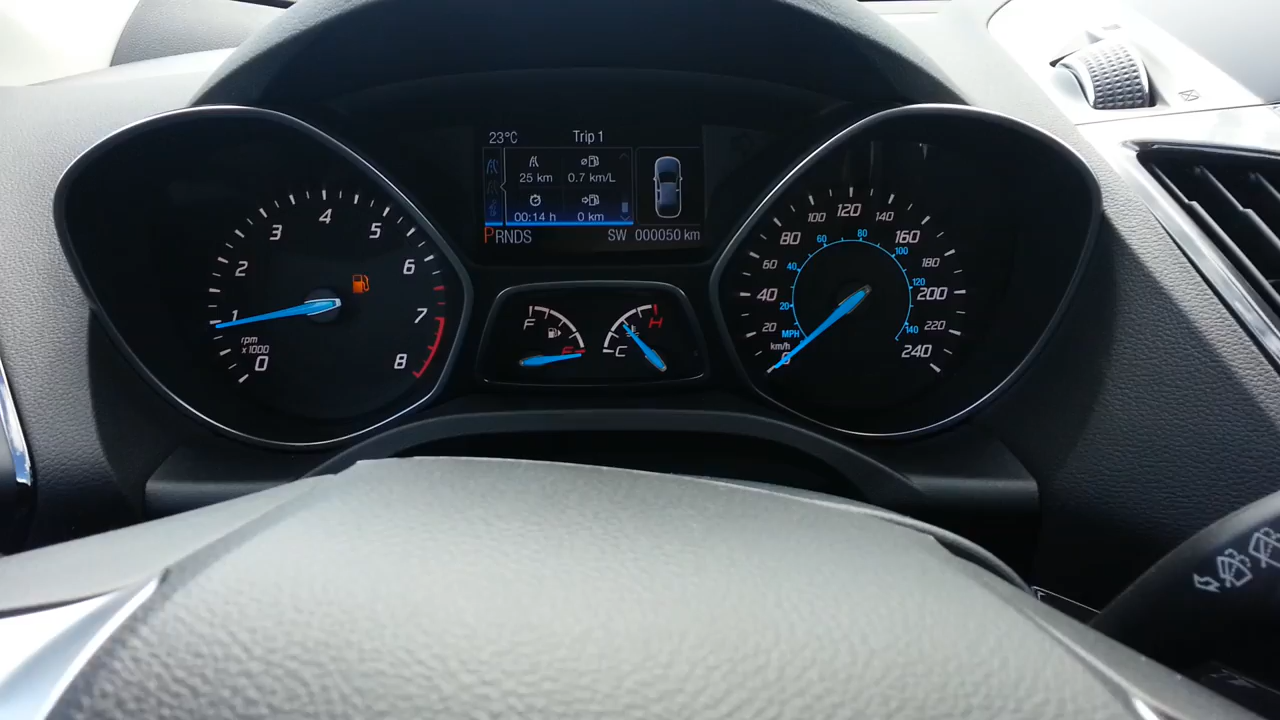 23°C Trip 1
25 km 0.7 km/L
00:14 h 0 km
PRNDS SW 000050 km
0 1 2 3 4 5 6 7 8
rpm
x1000
F E
C H
0 20 40 60 80 100 120 140 160 180 200 220 240
20 40 60 80 100 120 140
MPH
km/h